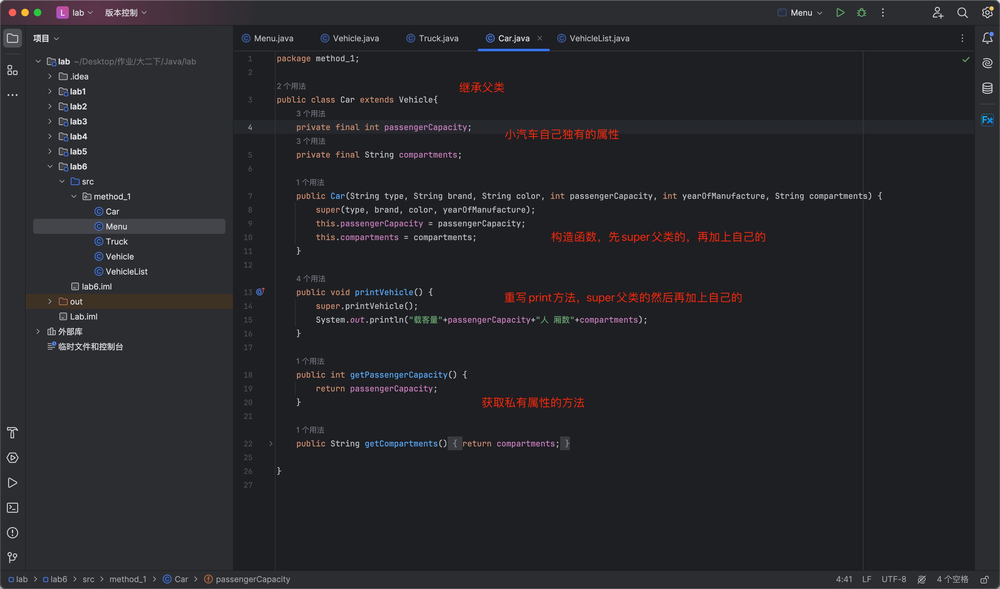 L lab 版本控制 Menu
项目
lab ~/Desktop/作业/大二下/Java/lab
.idea
lab1
lab2
lab3
lab4
lab5
lab6
src
method_1
Car
Menu
Truck
Vehicle
VehicleList
lab6.iml
out
Lab.iml
外部库
临时文件和控制台
Menu.java Vehicle.java Truck.java Car.java VehicleList.java
1 package method_1;
2
2 个用法
继承父类
3 public class Car extends Vehicle{
3 个用法
4 private final int passengerCapacity;
小汽车自己独有的属性
3 个用法
5 private final String compartments;
6
1 个用法
7 public Car(String type, String brand, String color, int passengerCapacity, int yearOfManufacture, String compartments) {
8 super(type, brand, color, yearOfManufacture);
9 this.passengerCapacity = passengerCapacity;
10 this.compartments = compartments;
构造函数，先super父类的，再加上自己的
11 }
12
4 个用法
13 public void printVehicle() {
重写print方法，super父类的然后再加上自己的
14 super.printVehicle();
15 System.out.println("载客量"+passengerCapacity+"人 厢数"+compartments);
16 }
17
1 个用法
18 public int getPassengerCapacity() {
19 return passengerCapacity;
20 }
获取私有属性的方法
21
1 个用法
22 public String getCompartments() { return compartments; }
25
26 }
27
Fx
lab > lab6 > src > method_1 > Car > passengerCapacity
4:41 LF UTF-8 4 个空格